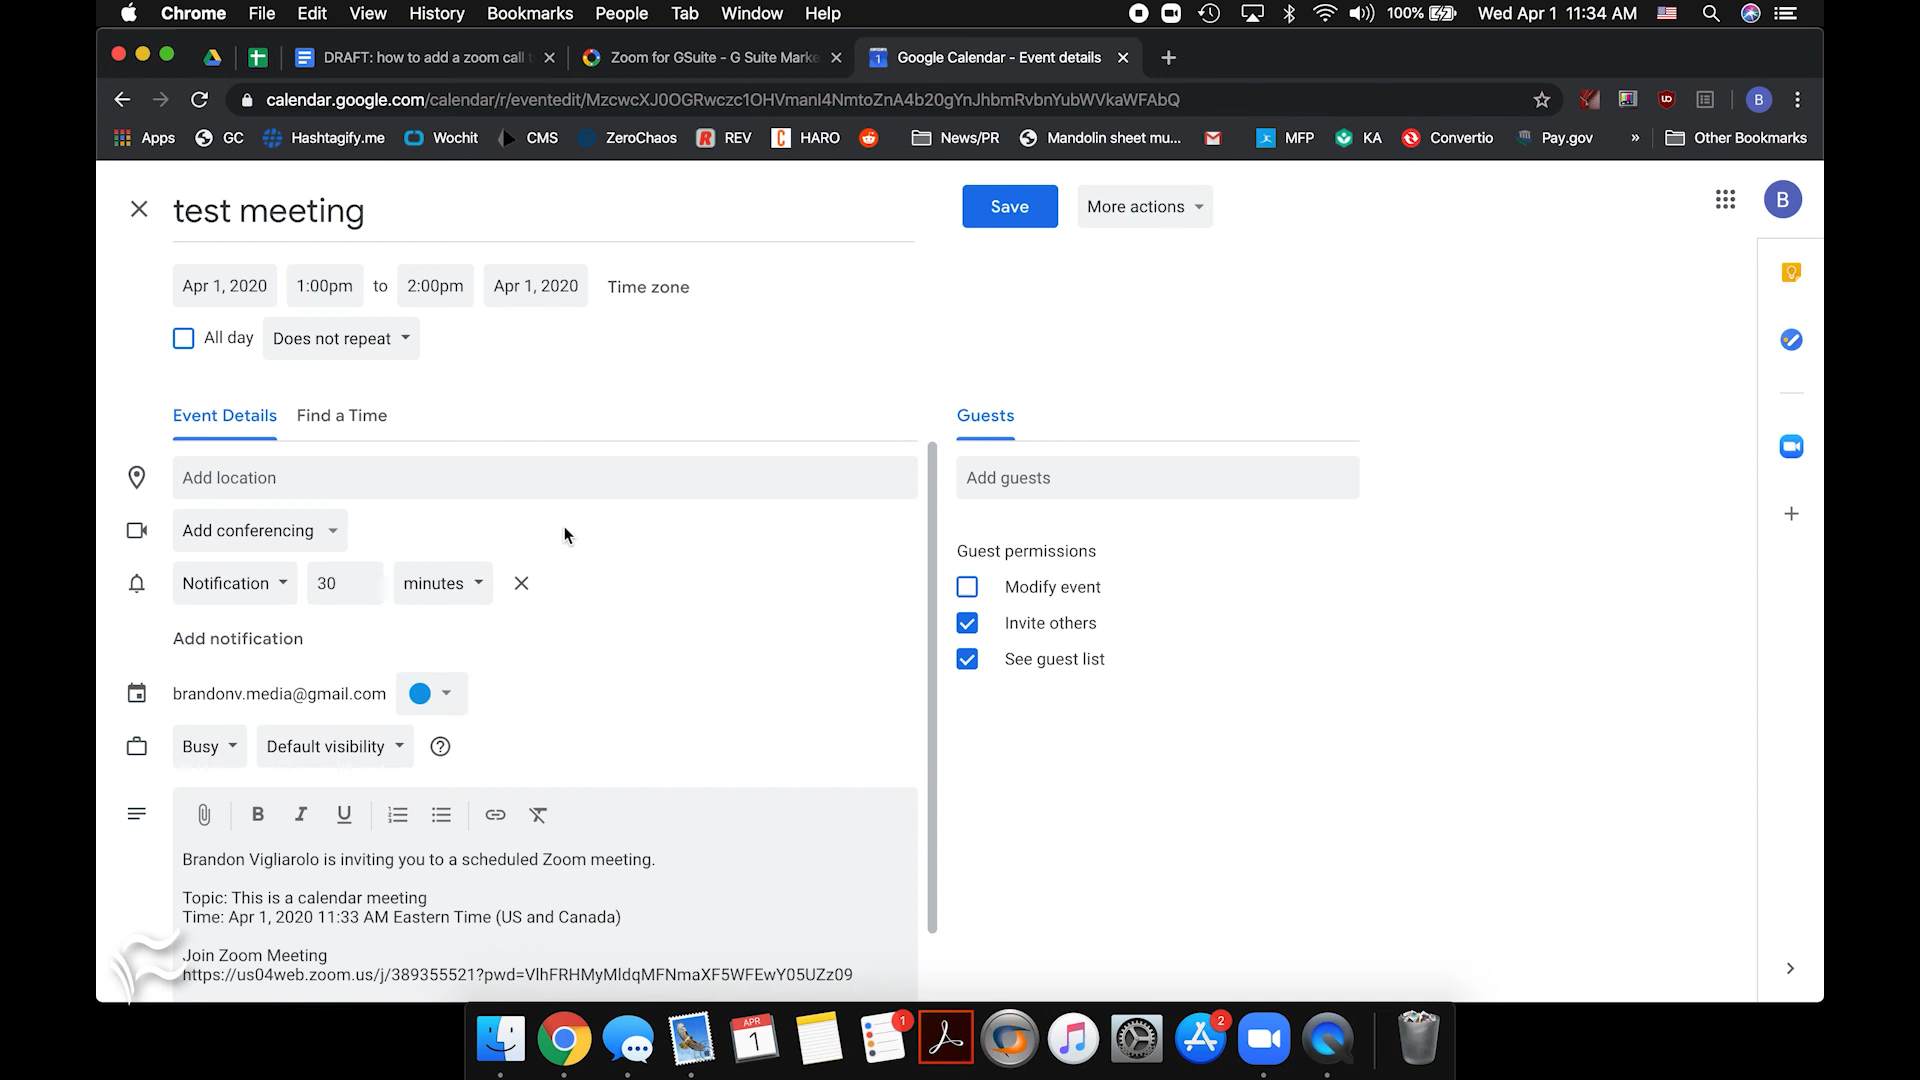 Chrome File Edit View History Bookmarks People Tab Window Help 100% Wed Apr 1 11:34 AM
DRAFT: how to add a zoom call Zoom for GSuite - G Suite Marke Google Calendar - Event details
calendar.google.com/calendar/r/eventedit/MzcwcXJ0OGRwczc1OHVmanI4NmtoZnA4b20gYnJhbmRvbnYubWVkaWFAbQ B
Apps GC Hashtagify.me Wochit CMS ZeroChaos REV HARO News/PR Mandolin sheet mu... MFP KA Convertio Pay.gov » Other Bookmarks
test meeting Save More actions B
Apr 1, 2020 1:00pm to 2:00pm Apr 1, 2020 Time zone
All day Does not repeat
Event Details Find a Time Guests
Add location Add guests
Add conferencing
Guest permissions
Notification 30 minutes Modify event
Invite others
Add notification
See guest list
brandonv.media@gmail.com
Busy Default visibility
B I U
Brandon Vigliarolo is inviting you to a scheduled Zoom meeting.
Topic: This is a calendar meeting
Time: Apr 1, 2020 11:33 AM Eastern Time (US and Canada)
Join Zoom Meeting
https://us04web.zoom.us/j/389355521?pwd=VlhFRHMyMldqMFNmaXF5WFEwY05UZz09
APR
1
1
2